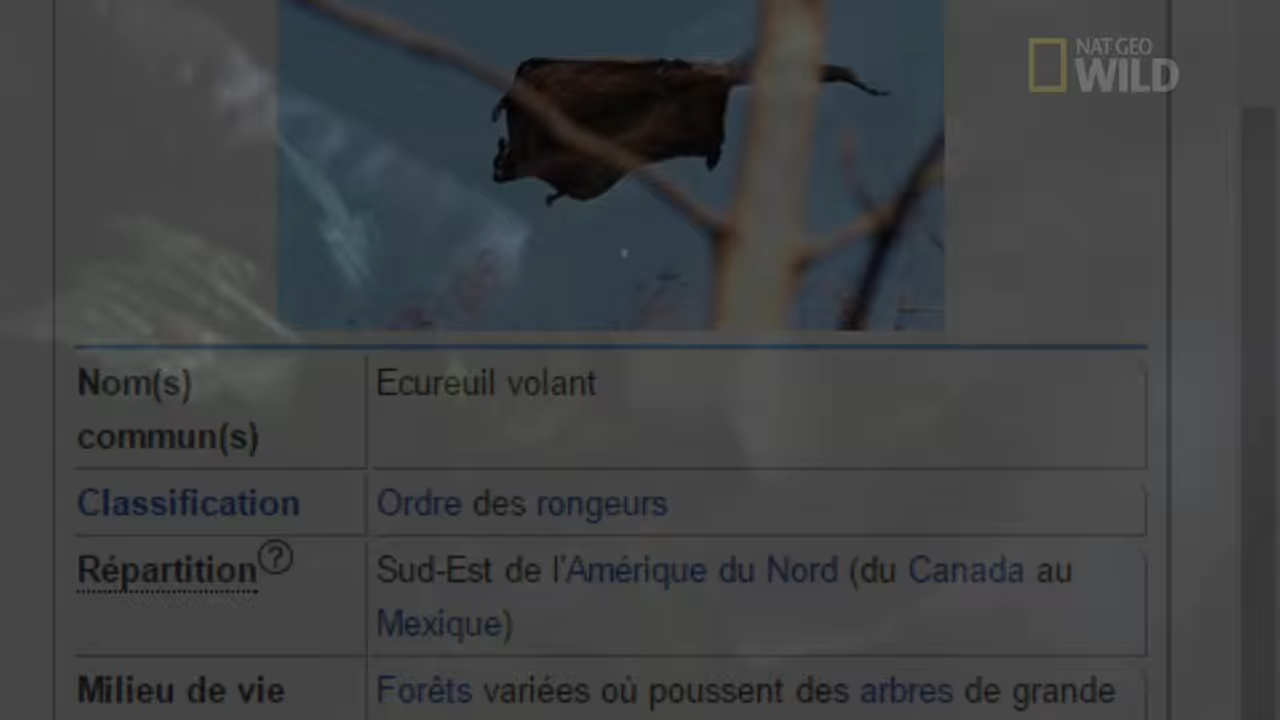 NAT GEO
WILD
Nom(s)
commun(s)
Ecureuil volant
Classification
Ordre des rongeurs
Répartition?
Sud-Est de l'Amérique du Nord (du Canada au
Mexique)
Milieu de vie
Forêts variées où poussent des arbres de grande